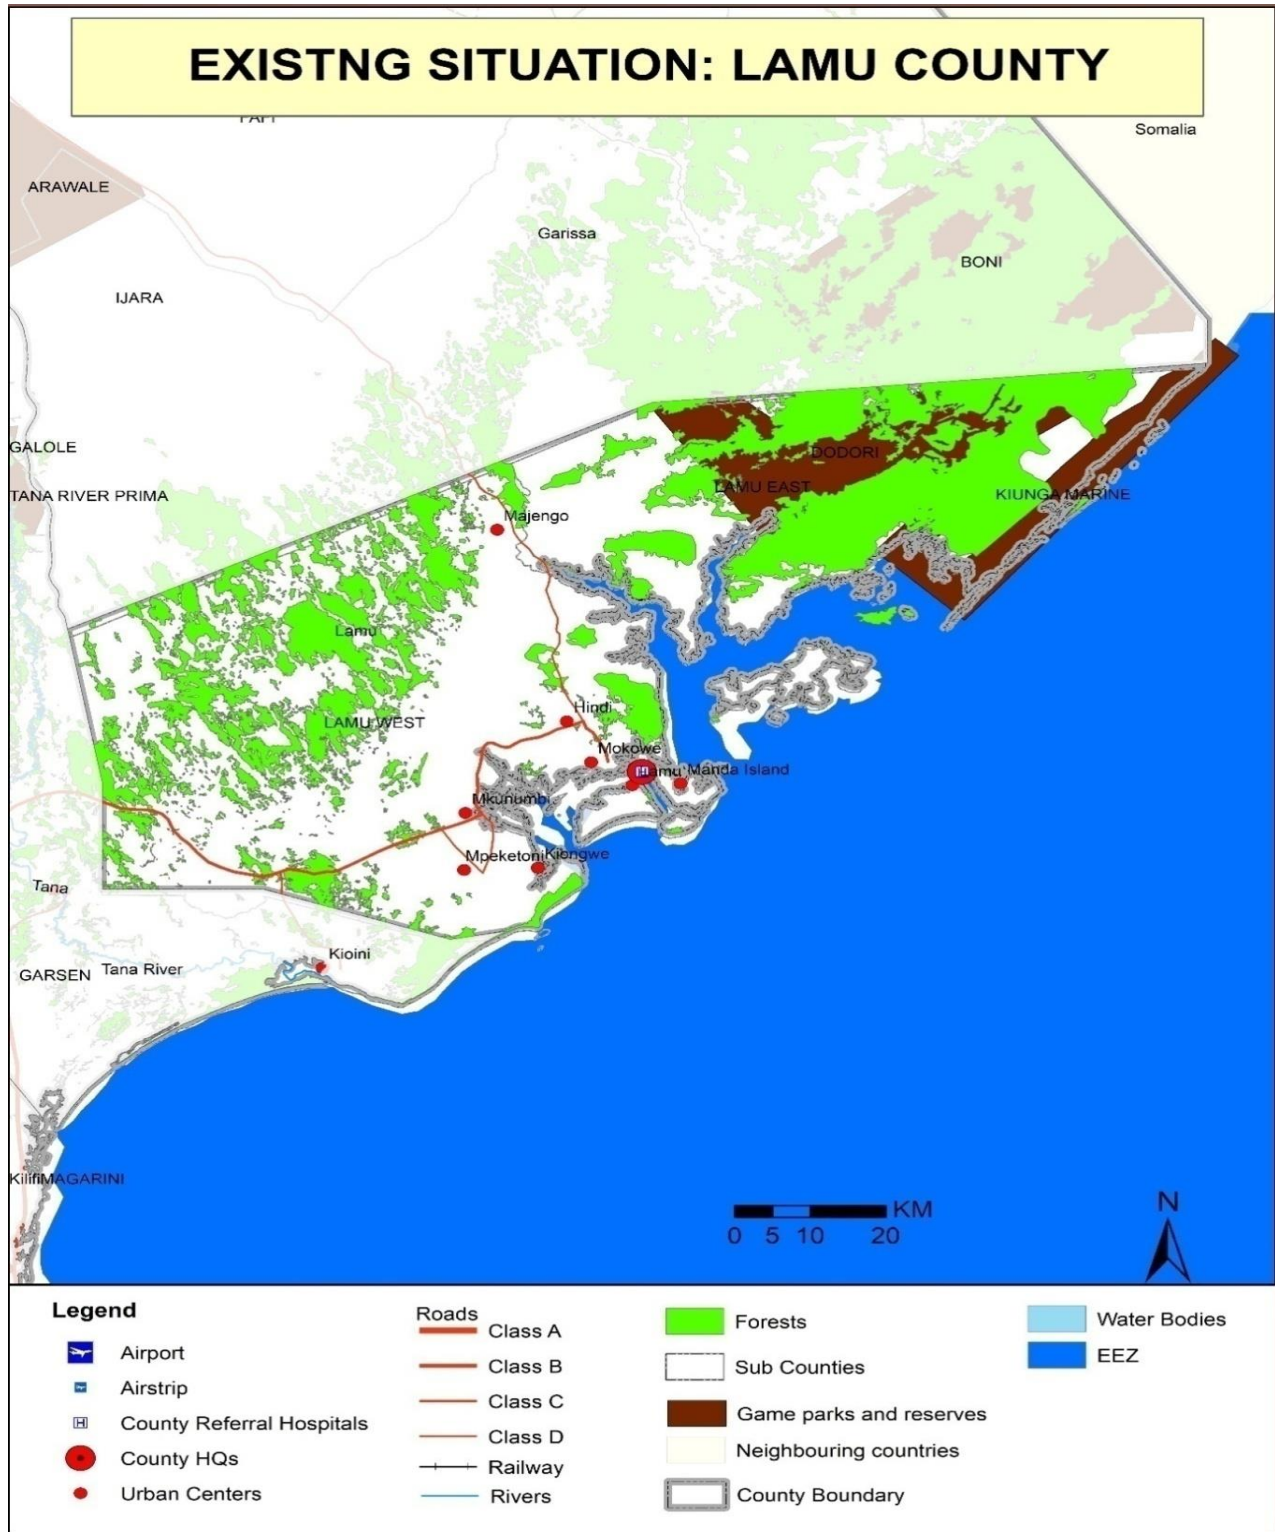 EXISTNG SITUATION: LAMU COUNTY
Somalia
ARAWALE
Garissa
BONI
IJARA
GALOLE
DODORI
LAMU EAST
TANA RIVER PRIMA
KIUNGA MARINE
Majengo
Lamu
LAMU WEST
Hindi
Mokowe
Lamu
Manda Island
Mkunumbi
Mpeketoni
Kiongwe
Tana
Kioini
GARSEN
Tana River
Kilifi
MAGARINI
KM
0 5 10 20
N
Legend
Airport
Airstrip
County Referral Hospitals
County HQs
Urban Centers
Roads
Class A
Class B
Class C
Class D
Railway
Rivers
Forests
Sub Counties
Game parks and reserves
Neighbouring countries
County Boundary
Water Bodies
EEZ